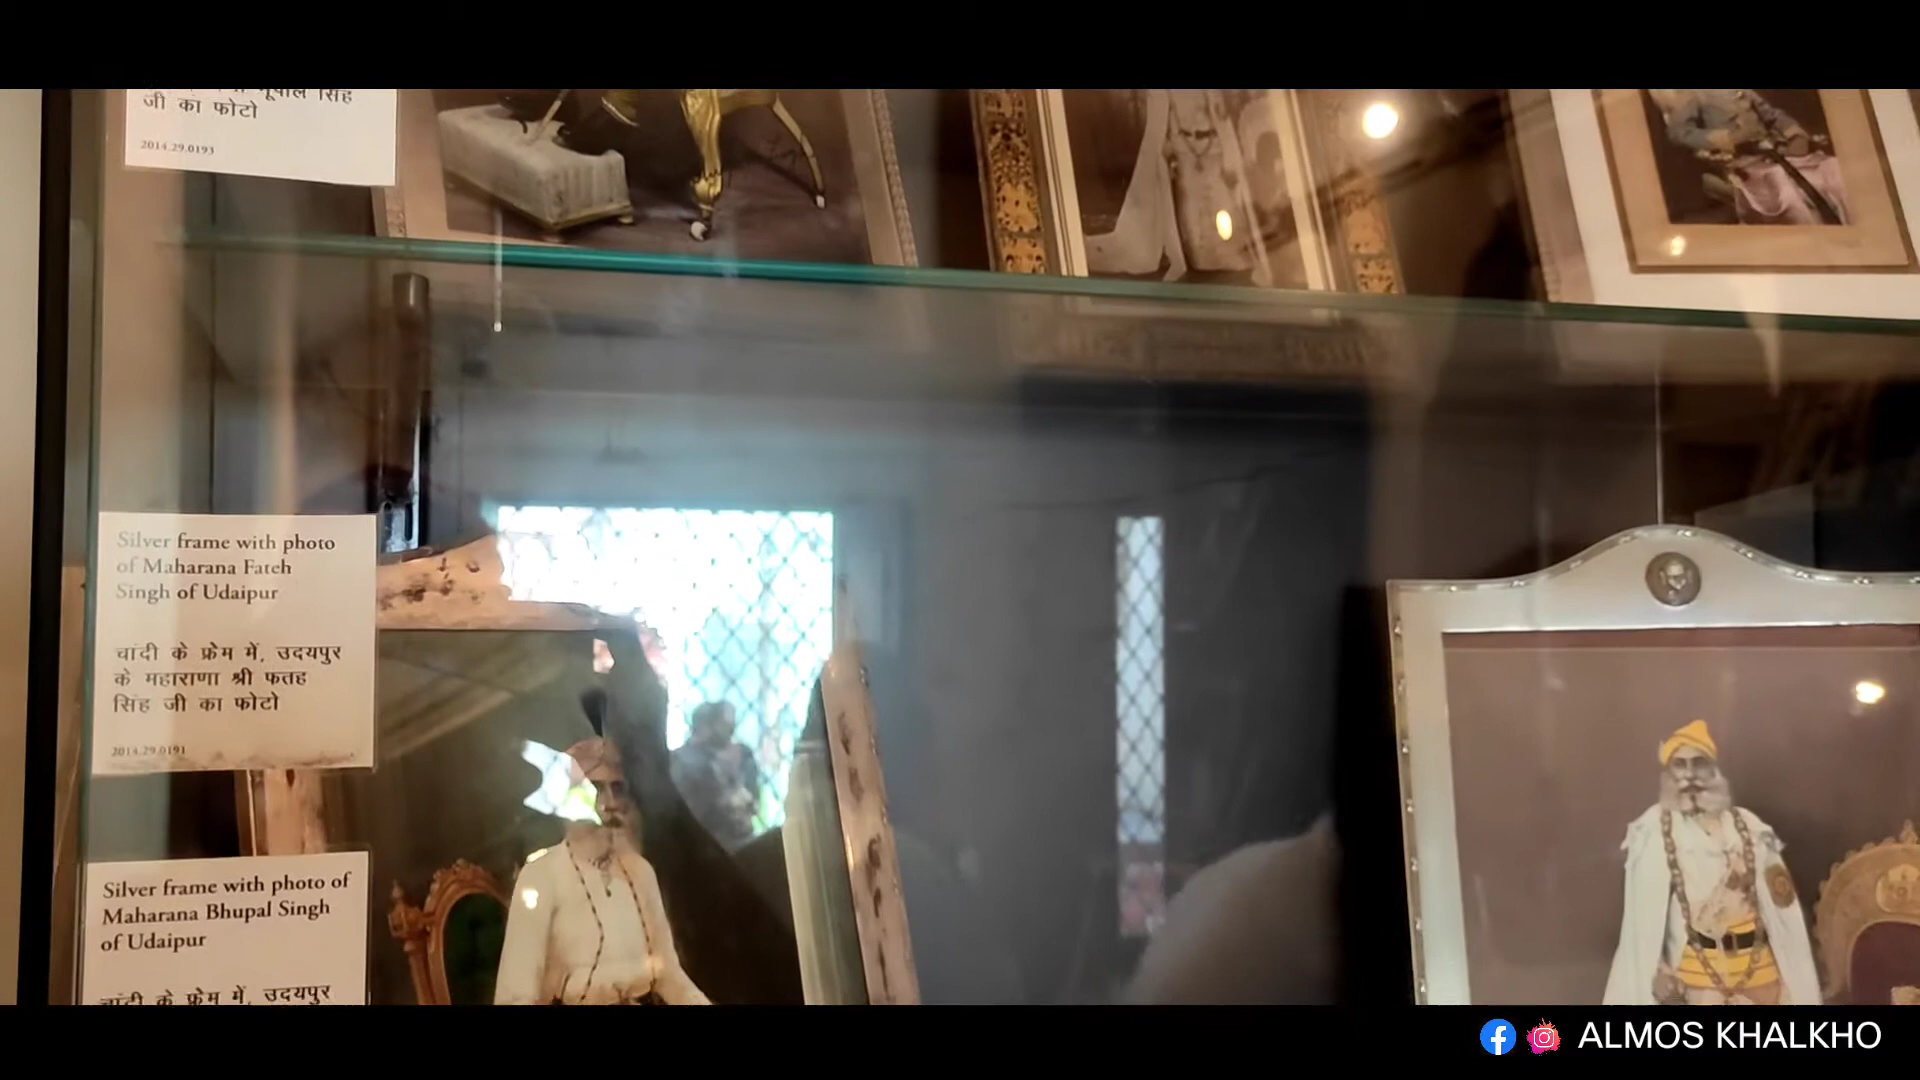 सिंह
जी का फोटो
2014.29.0193
Silver frame with photo
of Maharana Fateh
Singh of Udaipur
चांदी के फ्रेम में, उदयपुर
के महाराणा श्री फतह
सिंह जी का फोटो
2014.29.0191
Silver frame with photo of
Maharana Bhupal Singh
of Udaipur
चांदी के फ्रेम में, उदयपुर
ALMOS KHALKHO